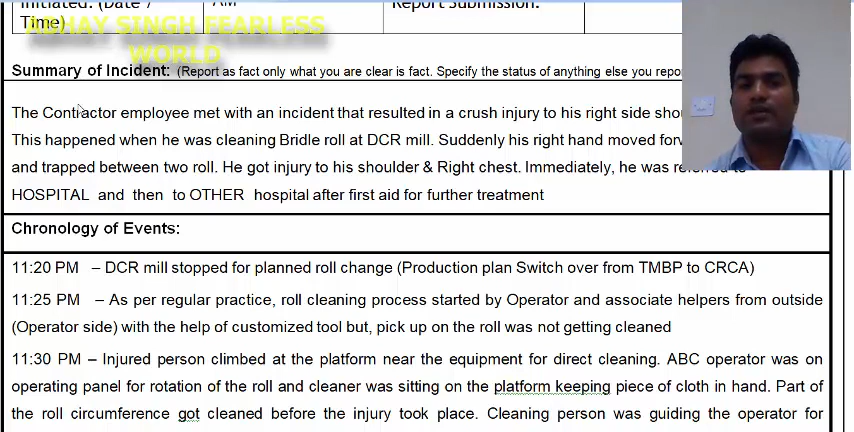 Initiated: (Date / AM Report Submission:
Time)
ABHAY SINGH FEARLESS
WORLD
Summary of Incident: (Report as fact only what you are clear is fact. Specify the status of anything else you
The Contractor employee met with an incident that resulted in a crush injury to his right side
This happened when he was cleaning Bridle roll at DCR mill. Suddenly his right hand moved
and trapped between two roll. He got injury to his shoulder & Right chest. Immediately, he was referred to
HOSPITAL and then to OTHER hospital after first aid for further treatment
Chronology of Events:
11:20 PM – DCR mill stopped for planned roll change (Production plan Switch over from TMBP to CRCA)
11:25 PM – As per regular practice, roll cleaning process started by Operator and associate helpers from outside
(Operator side) with the help of customized tool but, pick up on the roll was not getting cleaned
11:30 PM – Injured person climbed at the platform near the equipment for direct cleaning. ABC operator was on
operating panel for rotation of the roll and cleaner was sitting on the platform keeping piece of cloth in hand. Part of
the roll circumference got cleaned before the injury took place. Cleaning person was guiding the operator for